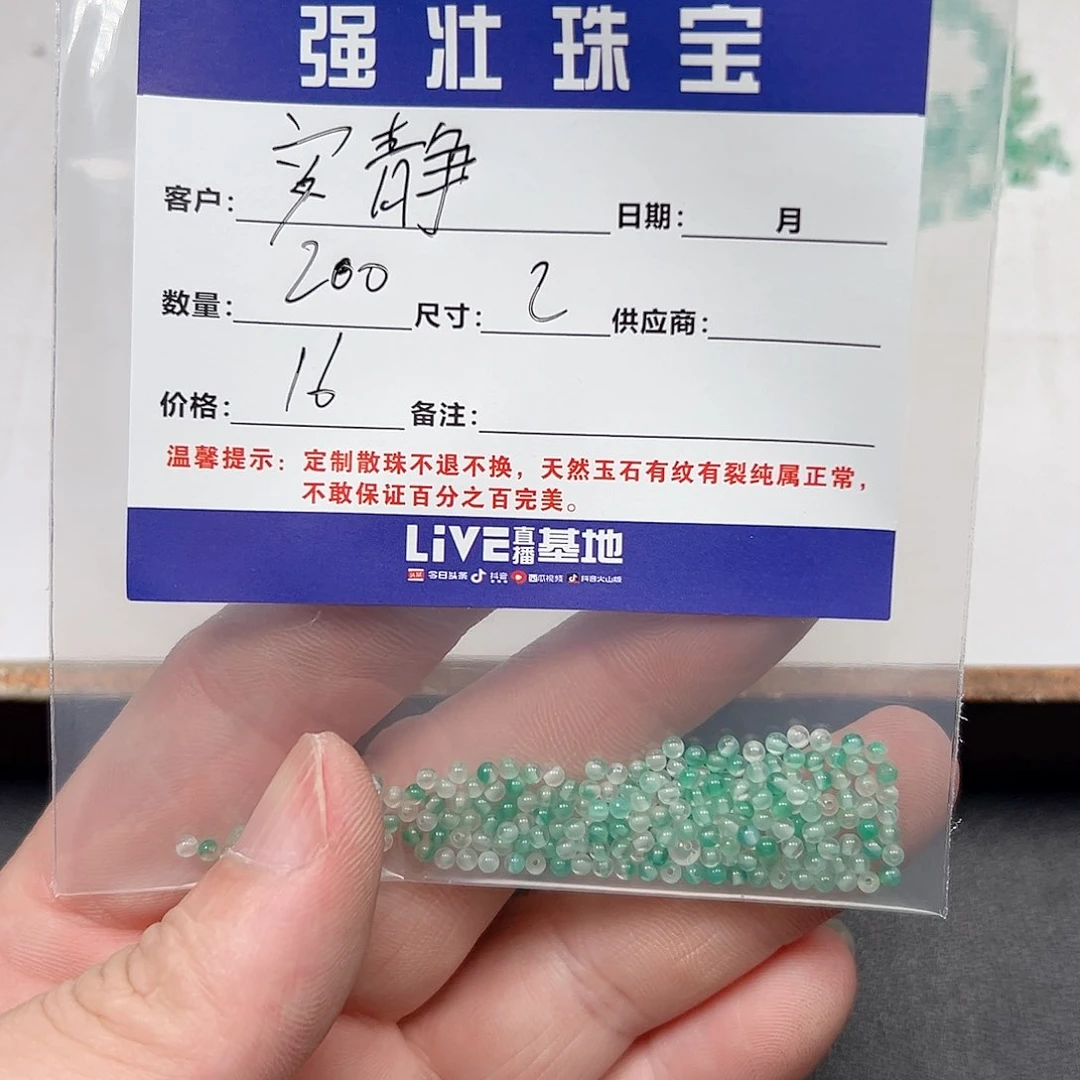 强壮珠宝
客户: 安静 日期: 月
数量: 200 尺寸: 2 供应商:
价格: 16 备注:
温馨提示: 定制散珠不退不换，天然玉石有纹有裂纯属正常，
不敢保证百分之百完美。
LiVE直播基地
头条 今日头条 抖音 西瓜视频 抖音火山版